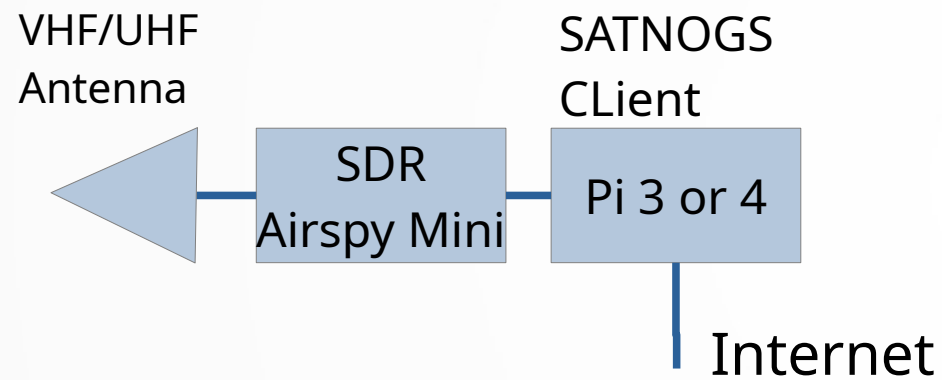 VHF/UHF
Antenna
SATNOGS
CLient
SDR
Airspy Mini
Pi 3 or 4
Internet